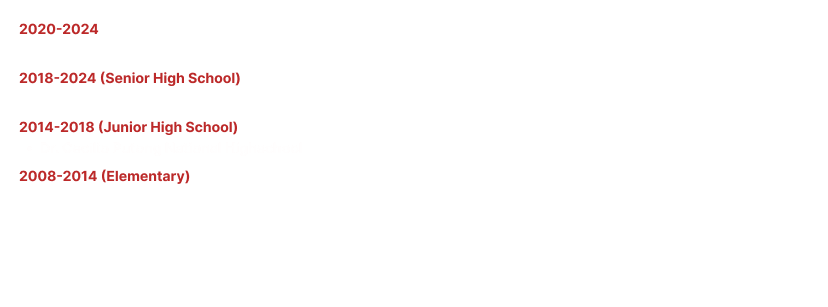 2020-2024
2018-2024 (Senior High School)
2014-2018 (Junior High School)
2008-2014 (Elementary)